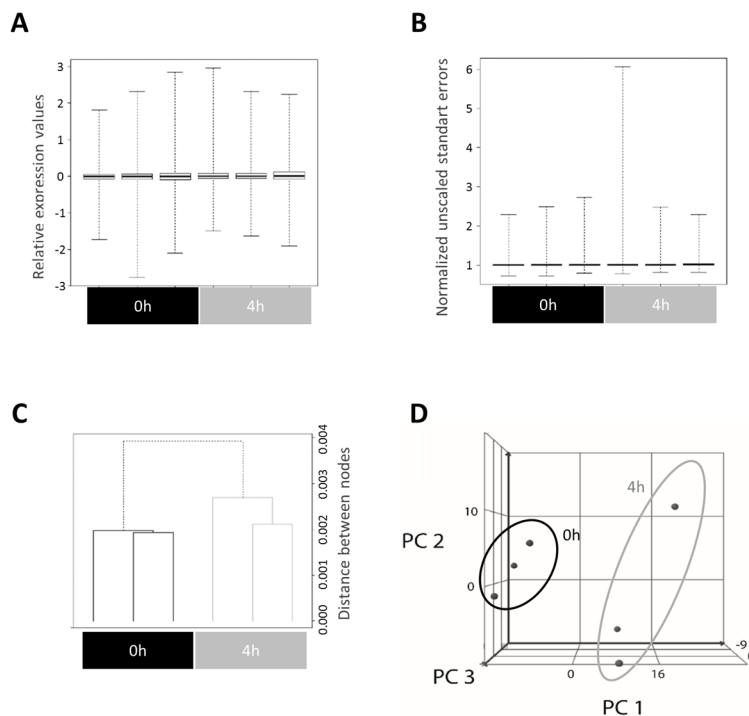 A
Relative expression values
3
2
1
0
-1
-2
-3
0h
4h
B
Normalized unscaled standart errors
6
5
4
3
2
1
0h
4h
C
0.004
0.003
0.002
0.001
0.000
Distance between nodes
0h
4h
D
4h
0h
10
PC 2
0
-9
PC 3
0
16
PC 1